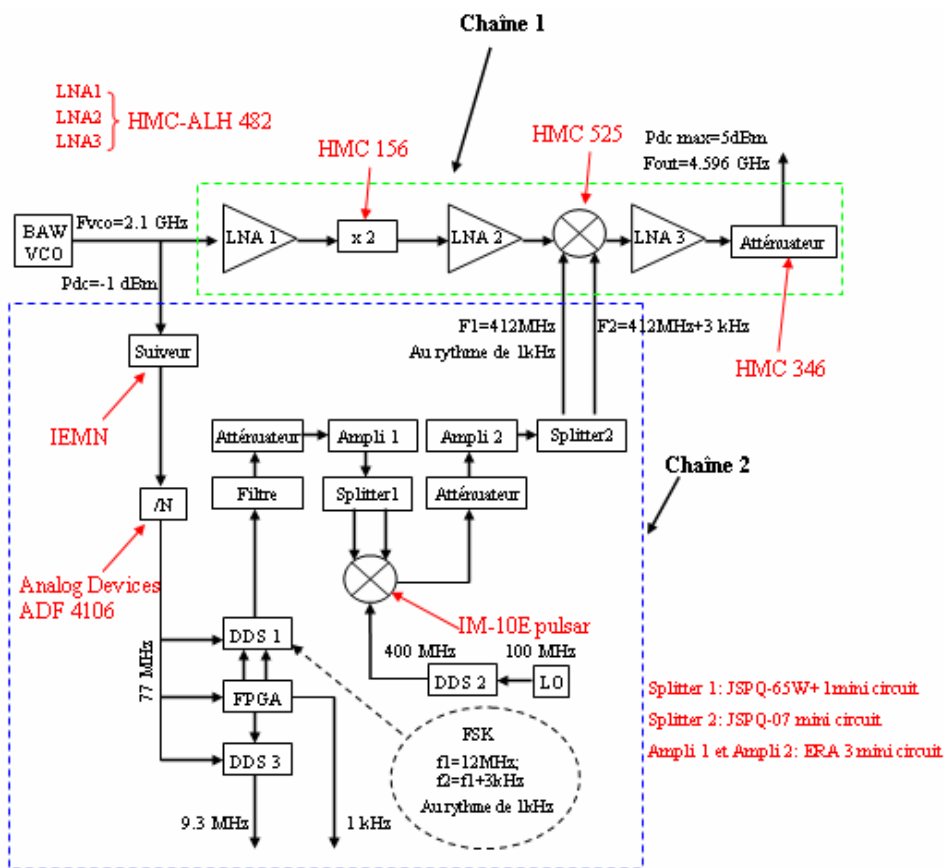 Chaîne 1
LNA1
LNA2
LNA3
HMC-ALH 482
HMC 156
HMC 525
Pdc max=5dBm
Fout=4.596 GHz
BAW
VCO
Fvco=2.1 GHz
LNA 1
x 2
LNA 2
LNA 3
Atténuateur
Pdc=-1 dBm
F1=412MHz
Au rythme de 1kHz
F2=412MHz+3 kHz
HMC 346
Suiveur
IEMN
Atténuateur
Ampli 1
Ampli 2
Splitter2
Chaîne 2
Filtre
Splitter1
Atténuateur
/N
Analog Devices
ADF 4106
IM-10E pulsar
77 MHz
DDS 1
400 MHz
100 MHz
DDS 2
LO
FPGA
DDS 3
FSK
f1=12MHz;
f2=f1+3kHz
Au rythme de 1kHz
9.3 MHz
1 kHz
Splitter 1: JSPQ-65W+ 1mini circuit
Splitter 2: JSPQ-07 mini circuit
Ampli 1 et Ampli 2: ERA 3 mini circuit